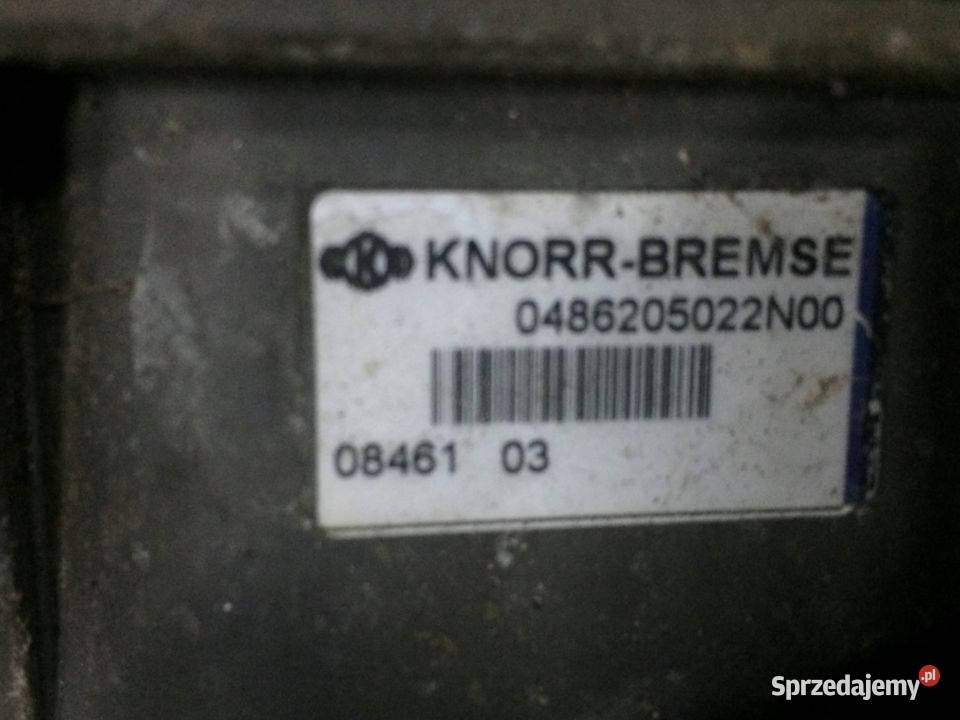 K KNORR-BREMSE
0486205022N00
08461 03
Sprzedajemy.pl